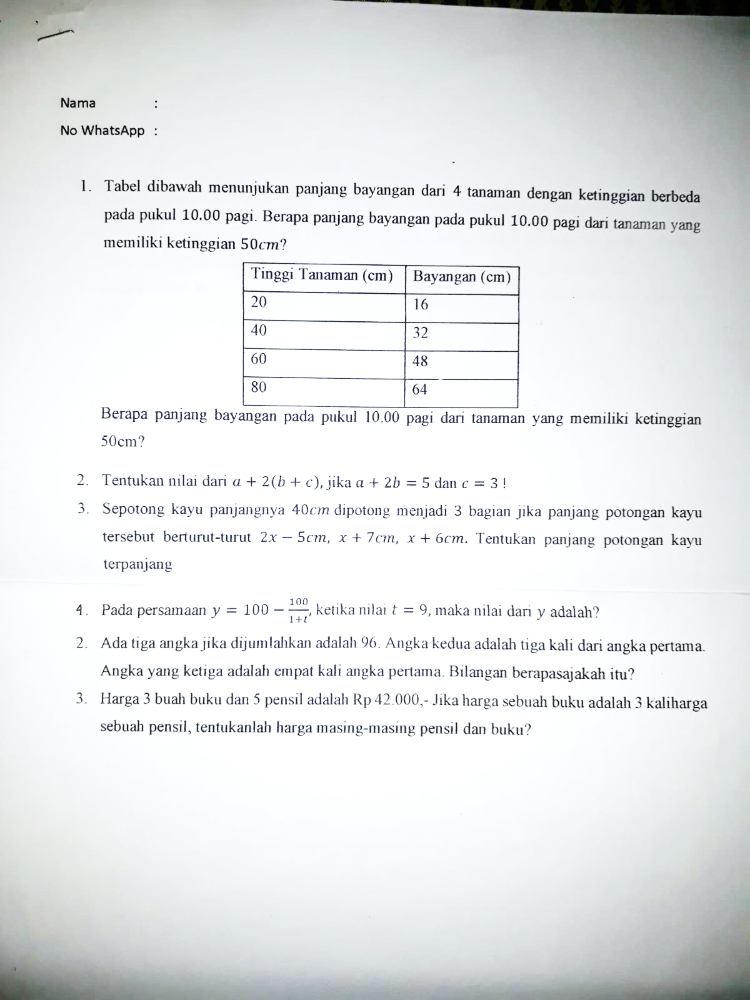 Nama :
No WhatsApp :
1. Tabel dibawah menunjukan panjang bayangan dari 4 tanaman dengan ketinggian berbeda
pada pukul 10.00 pagi. Berapa panjang bayangan pada pukul 10.00 pagi dari tanaman yang
memiliki ketinggian 50cm?
Tinggi Tanaman (cm) Bayangan (cm)
20 16
40 32
60 48
80 64
Berapa panjang bayangan pada pukul 10.00 pagi dari tanaman yang memiliki ketinggian
50cm?
2. Tentukan nilai dari a + 2(b + c), jika a + 2b = 5 dan c = 3 !
3. Sepotong kayu panjangnya 40cm dipotong menjadi 3 bagian jika panjang potongan kayu
tersebut berturut-turut 2x − 5cm, x + 7cm, x + 6cm. Tentukan panjang potongan kayu
terpanjang
4. Pada persamaan y = 100 − 100/(1+t), ketika nilai t = 9, maka nilai dari y adalah?
2. Ada tiga angka jika dijumlahkan adalah 96. Angka kedua adalah tiga kali dari angka pertama.
Angka yang ketiga adalah empat kali angka pertama. Bilangan berapasajakah itu?
3. Harga 3 buah buku dan 5 pensil adalah Rp 42.000,- Jika harga sebuah buku adalah 3 kaliharga
sebuah pensil, tentukanlah harga masing-masing pensil dan buku?